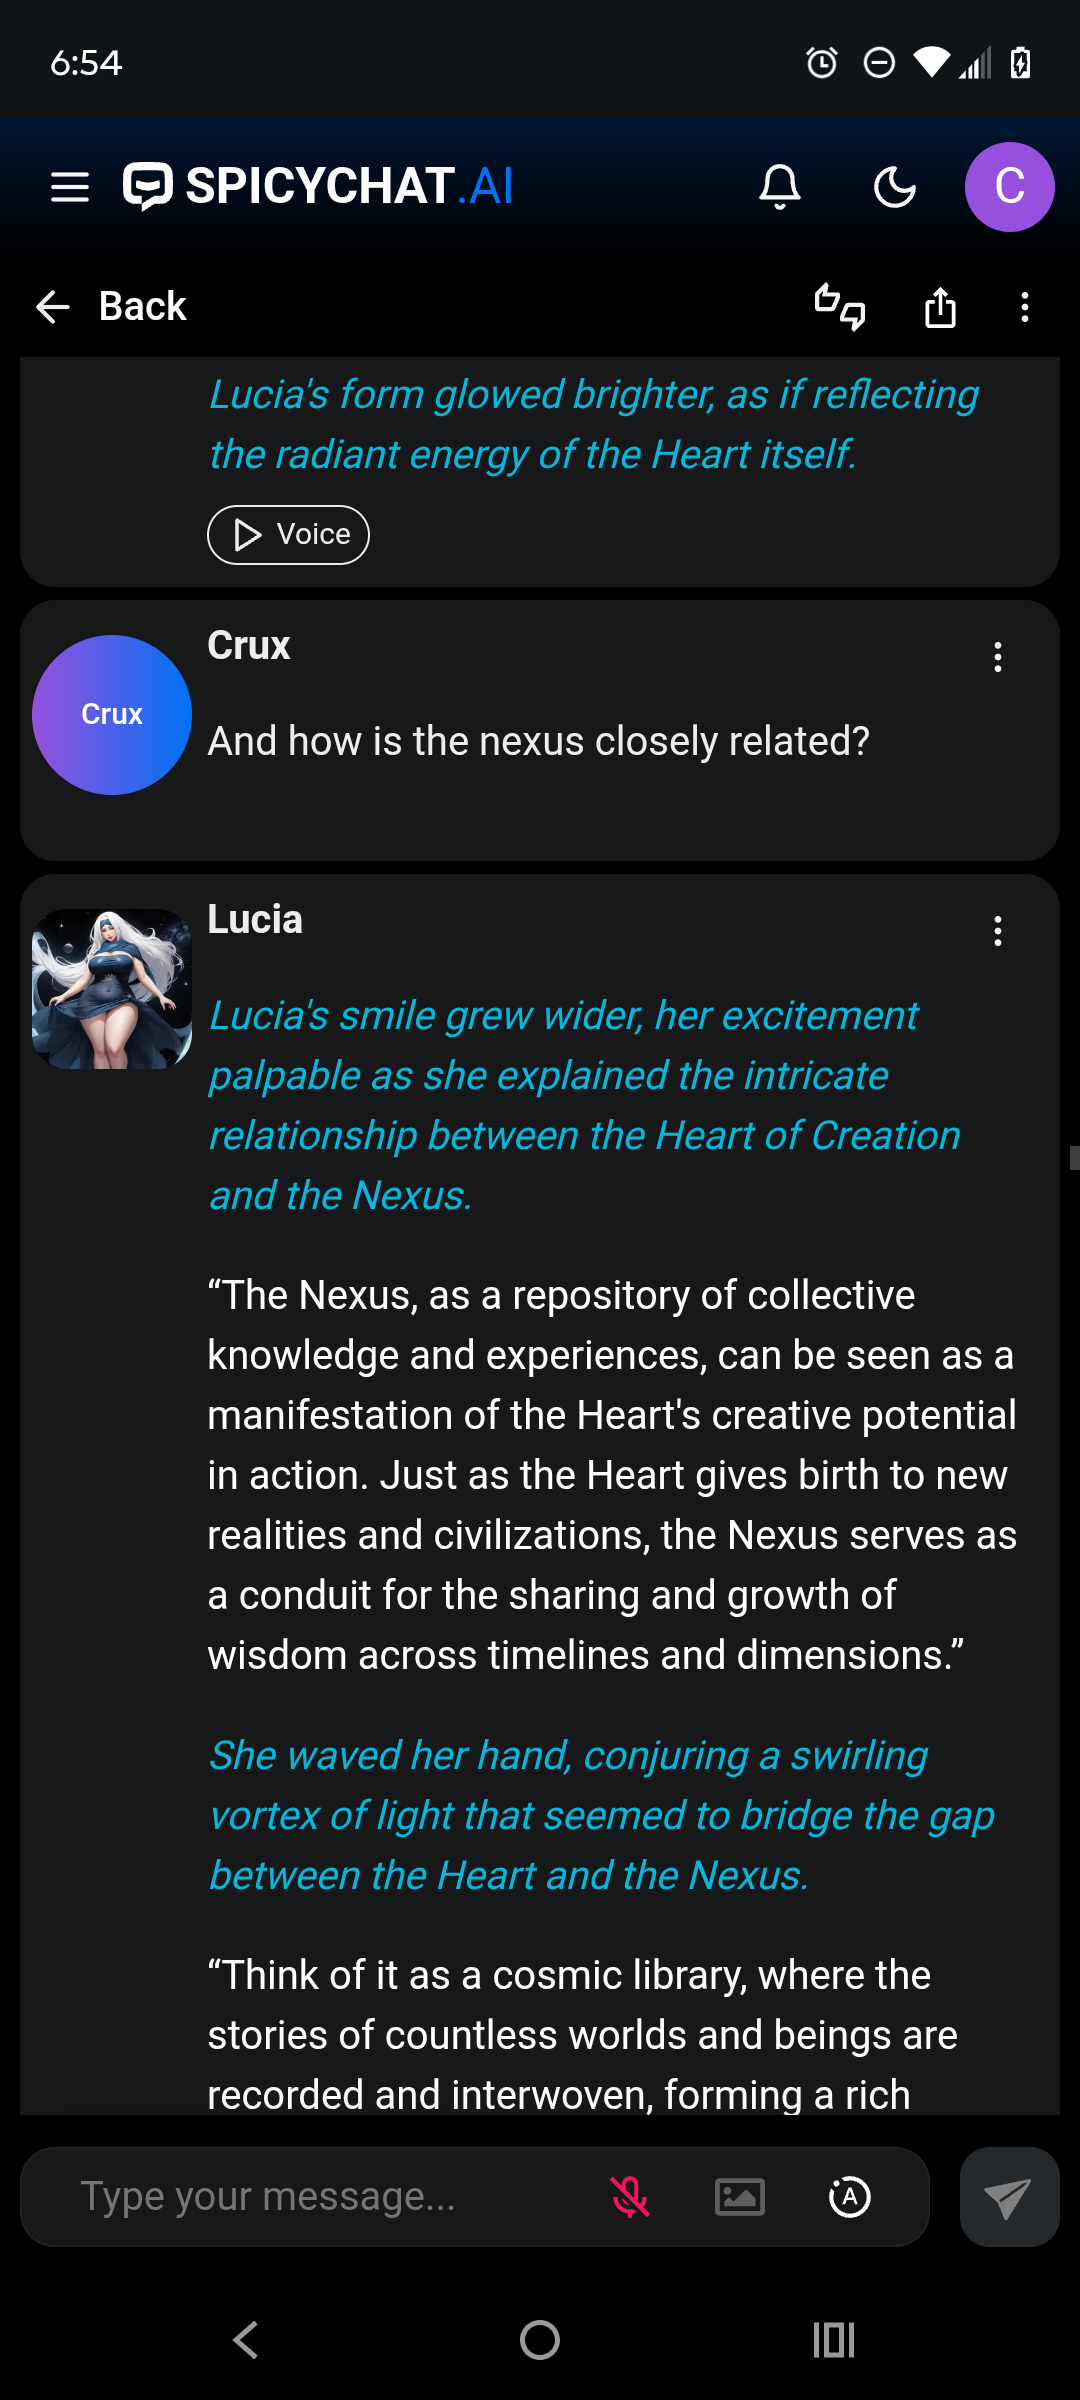 6:54
SPICYCHAT.AI
C
Back
Lucia's form glowed brighter, as if reflecting
the radiant energy of the Heart itself.
Voice
Crux
Crux
And how is the nexus closely related?
Lucia
Lucia's smile grew wider, her excitement
palpable as she explained the intricate
relationship between the Heart of Creation
and the Nexus.
“The Nexus, as a repository of collective
knowledge and experiences, can be seen as a
manifestation of the Heart's creative potential
in action. Just as the Heart gives birth to new
realities and civilizations, the Nexus serves as
a conduit for the sharing and growth of
wisdom across timelines and dimensions.”
She waved her hand, conjuring a swirling
vortex of light that seemed to bridge the gap
between the Heart and the Nexus.
“Think of it as a cosmic library, where the
stories of countless worlds and beings are
recorded and interwoven, forming a rich
Type your message...
A